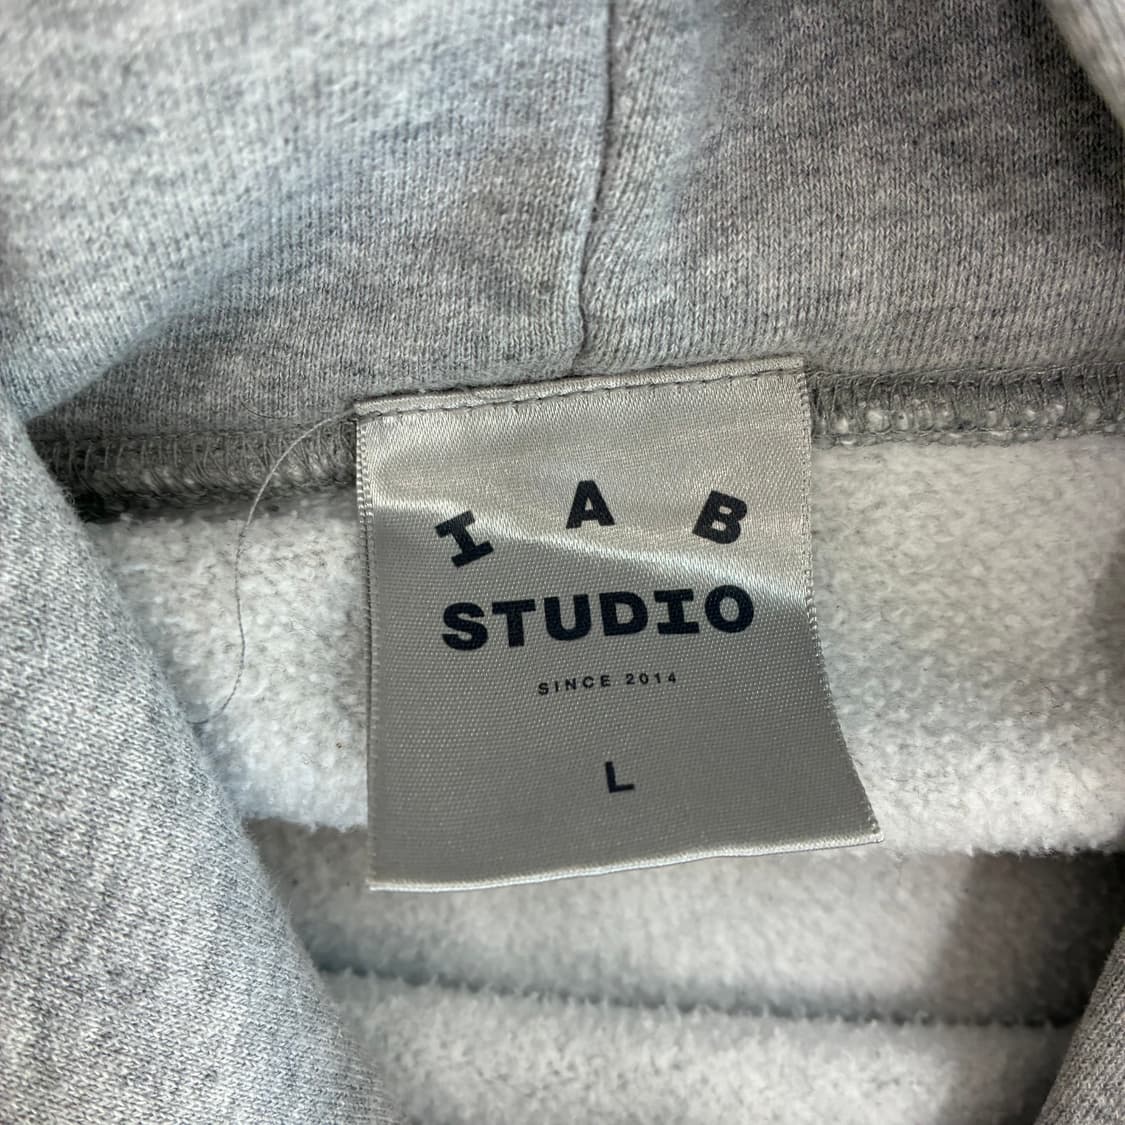 I A B
STUDIO
SINCE 2014
L